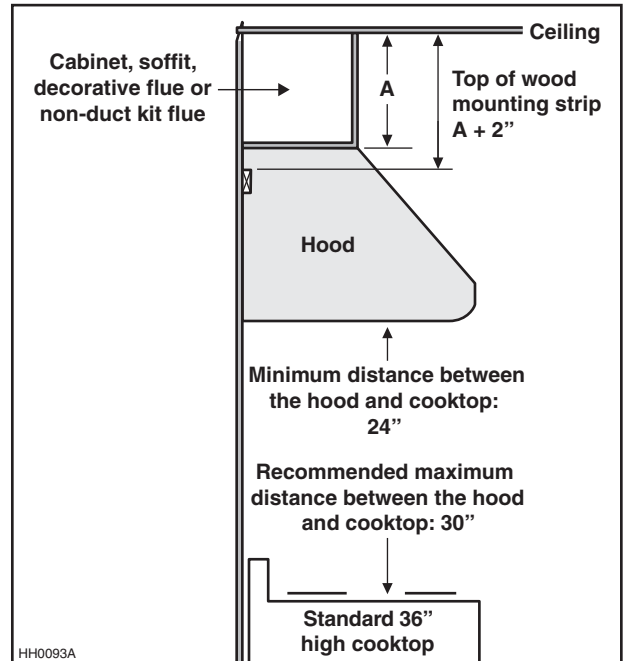 Ceiling
Cabinet, soffit,
decorative flue or
non-duct kit flue
A
Top of wood
mounting strip
A + 2”
Hood
Minimum distance between
the hood and cooktop:
24”
Recommended maximum
distance between the hood
and cooktop: 30”
Standard 36”
high cooktop
HH0093A